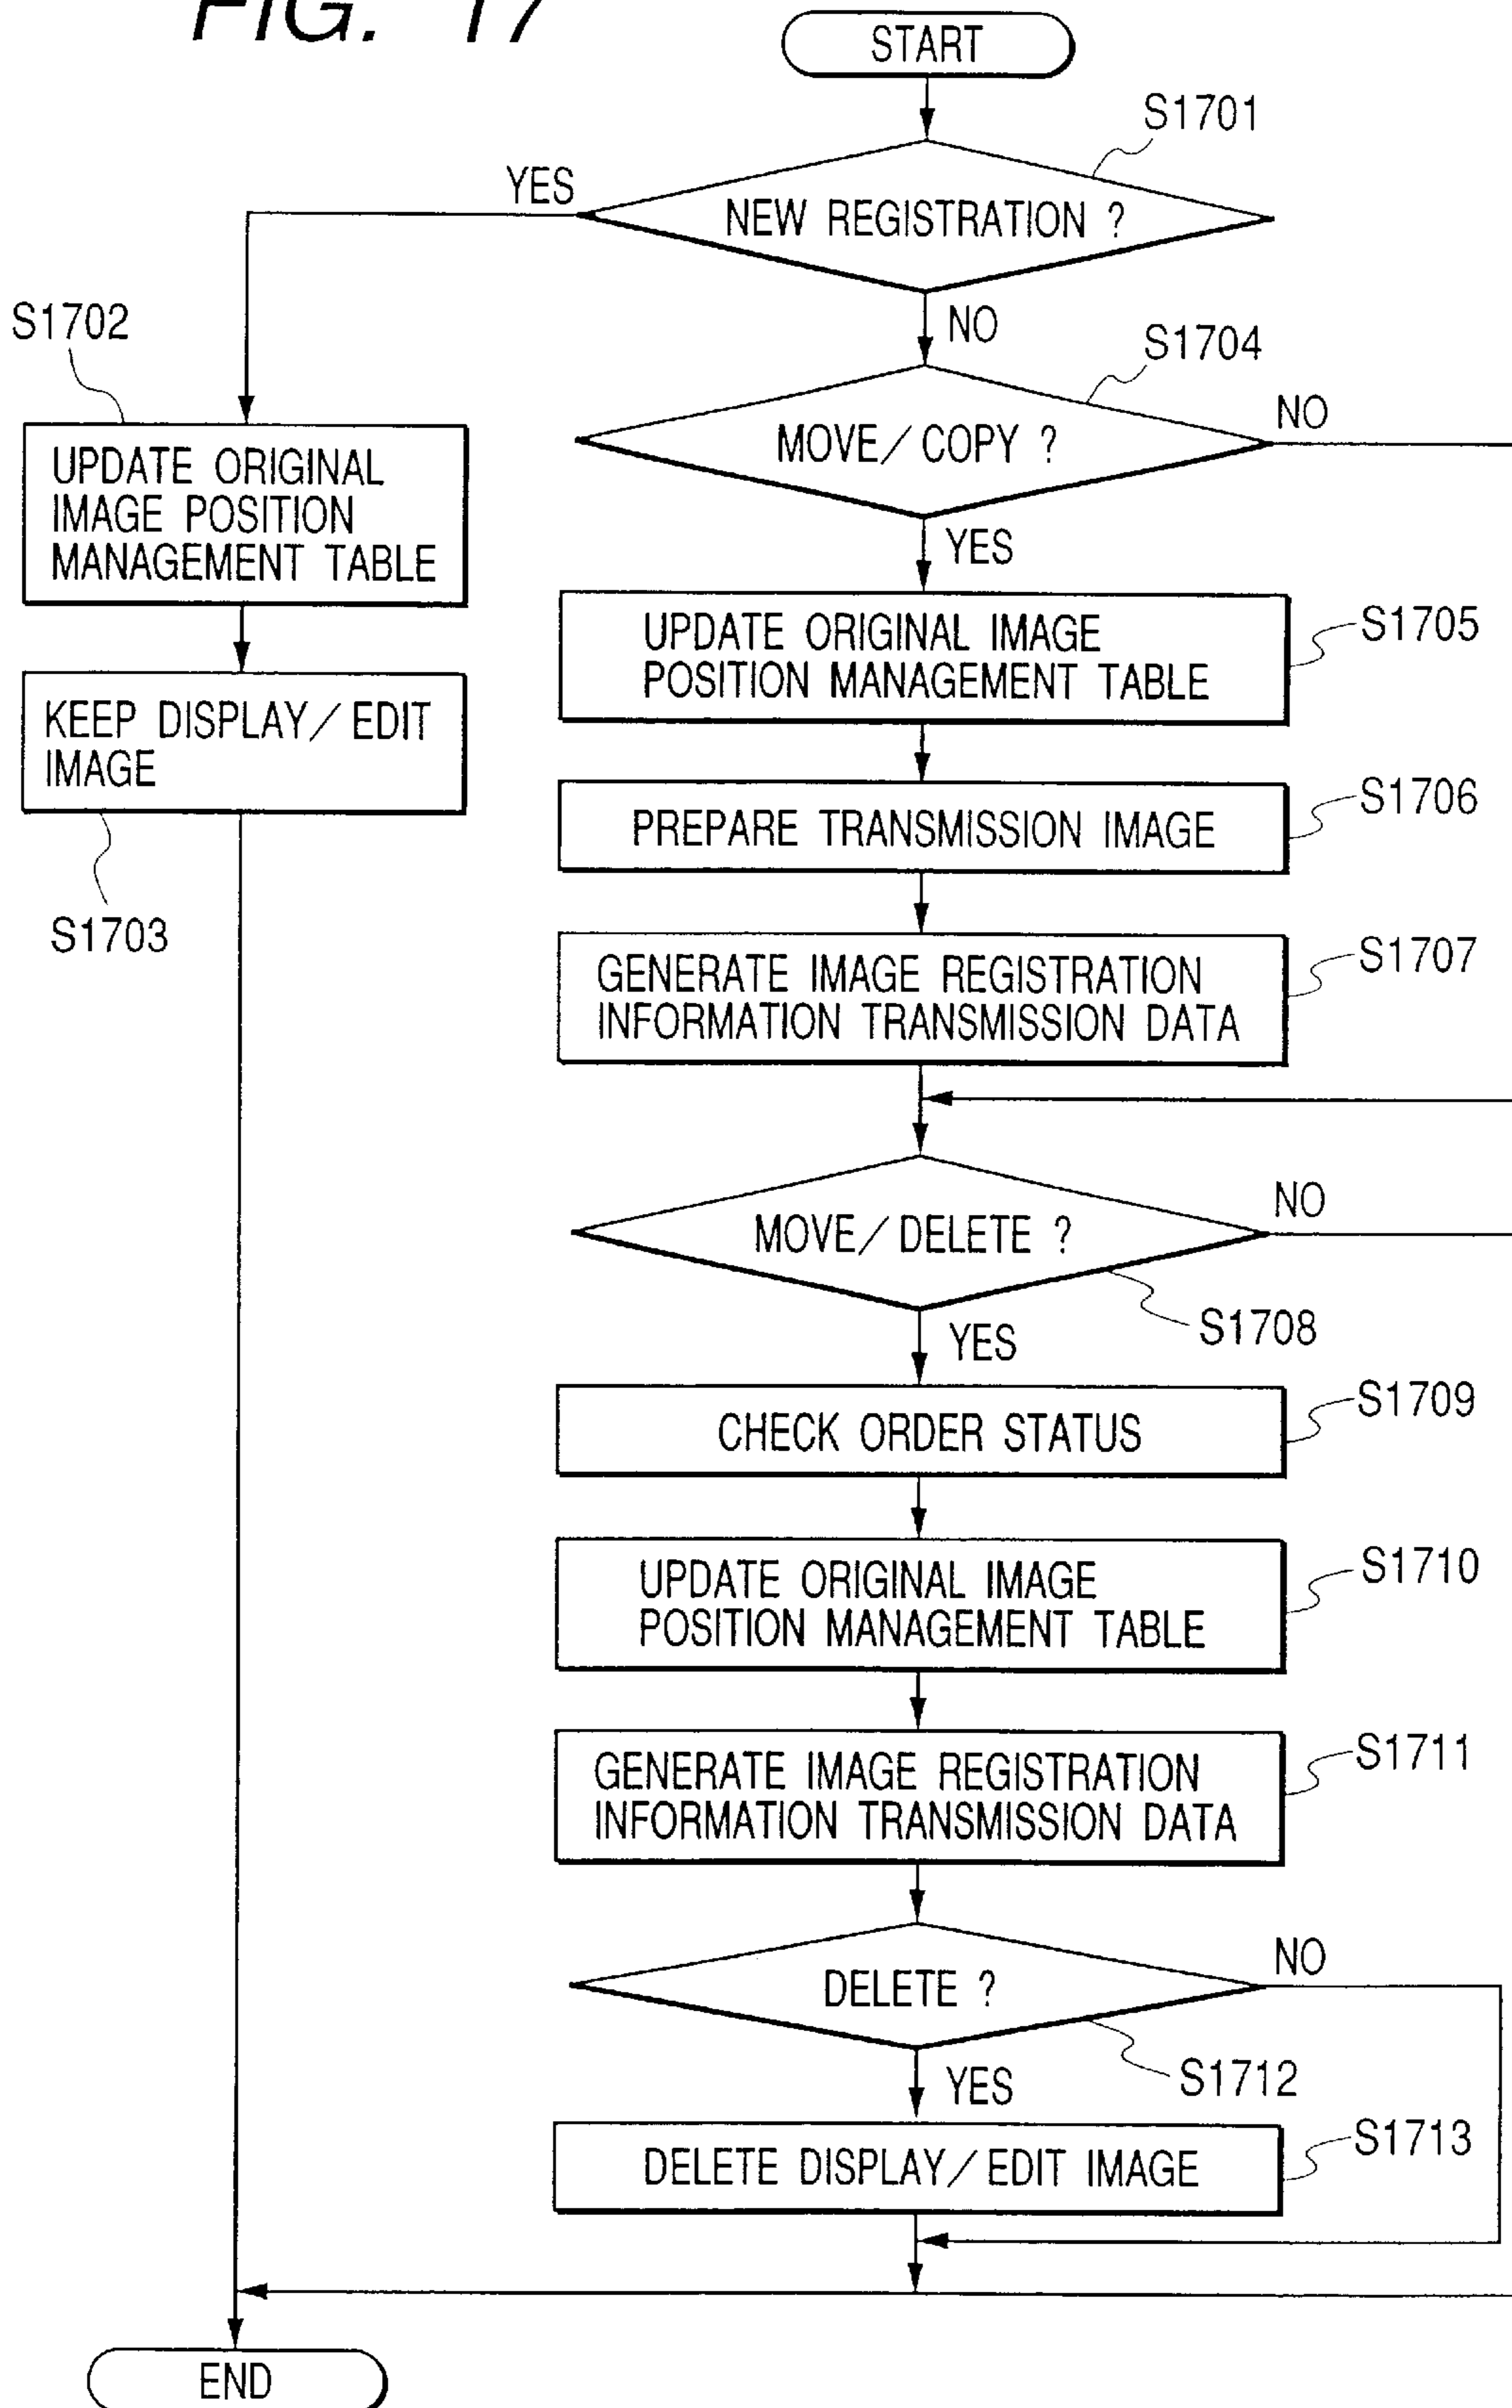 FIG. 17
START
S1701
YES
NEW REGISTRATION ?
NO
S1702
S1704
NO
MOVE/COPY ?
UPDATE ORIGINAL
IMAGE POSITION
MANAGEMENT TABLE
YES
UPDATE ORIGINAL IMAGE
POSITION MANAGEMENT TABLE
S1705
KEEP DISPLAY/EDIT
IMAGE
S1703
PREPARE TRANSMISSION IMAGE
S1706
GENERATE IMAGE REGISTRATION
INFORMATION TRANSMISSION DATA
S1707
MOVE/DELETE ?
NO
S1708
YES
CHECK ORDER STATUS
S1709
UPDATE ORIGINAL IMAGE
POSITION MANAGEMENT TABLE
S1710
GENERATE IMAGE REGISTRATION
INFORMATION TRANSMISSION DATA
S1711
DELETE ?
NO
S1712
YES
DELETE DISPLAY/EDIT IMAGE
S1713
END